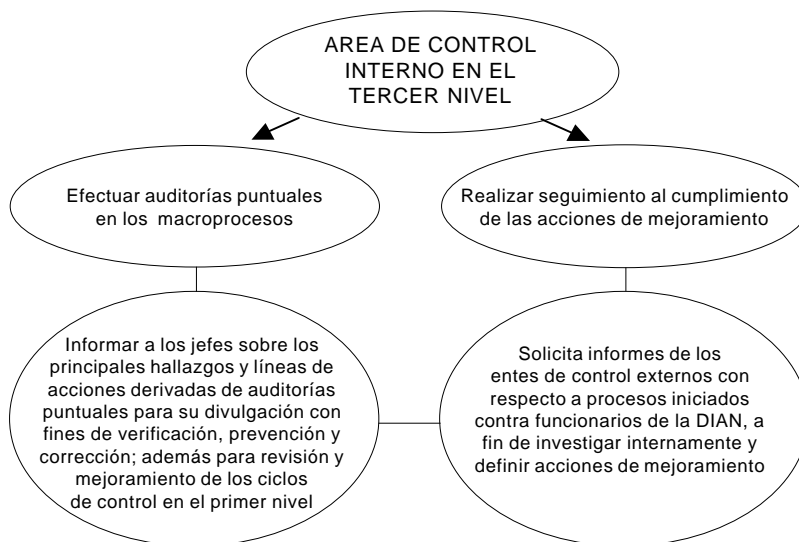 AREA DE CONTROL
INTERNO EN EL
TERCER NIVEL
Efectuar auditorías puntuales
en los macroprocesos
Realizar seguimiento al cumplimiento
de las acciones de mejoramiento
Informar a los jefes sobre los
principales hallazgos y líneas de
acciones derivadas de auditorías
puntuales para su divulgación con
fines de verificación, prevención y
corrección; además para revisión y
mejoramiento de los ciclos
de control en el primer nivel
Solicita informes de los
entes de control externos con
respecto a procesos iniciados
contra funcionarios de la DIAN, a
fin de investigar internamente y
definir acciones de mejoramiento